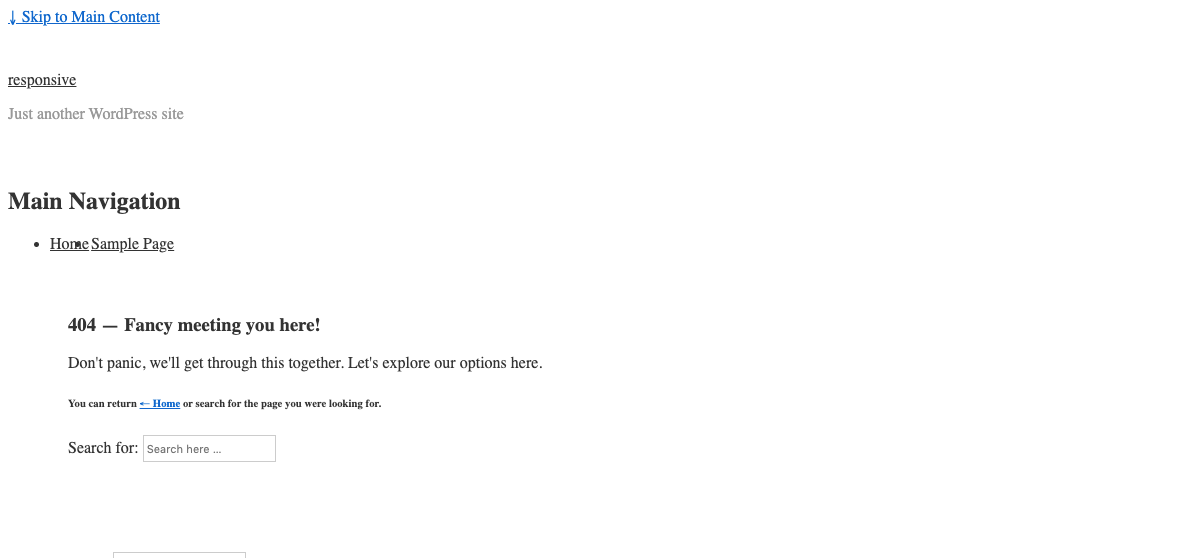 ↓ Skip to Main Content
responsive
Just another WordPress site
Main Navigation
Home Sample Page
404 — Fancy meeting you here!
Don't panic, we'll get through this together. Let's explore our options here.
You can return ← Home or search for the page you were looking for.
Search for: Search here ...